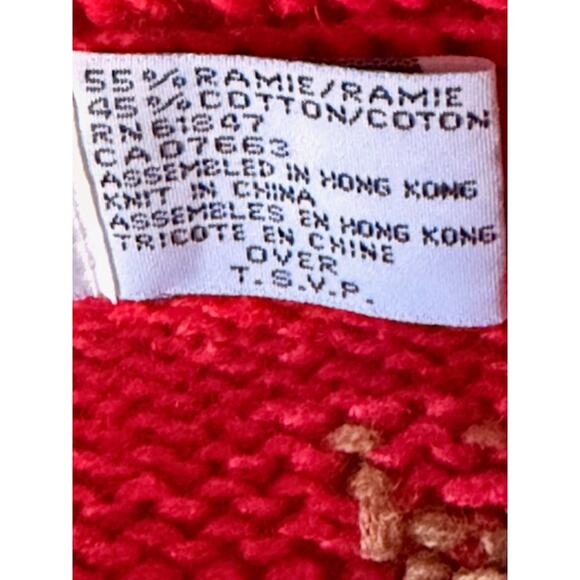 55%RAMIE/RAMIE
45%COTTON/COTON
RN 61847
CA 07663
ASSEMBLED IN HONG KONG
KNIT IN CHINA
ASSEMBLES EN HONG KONG
TRICOTE EN CHINE
OVER
T.S.V.P.